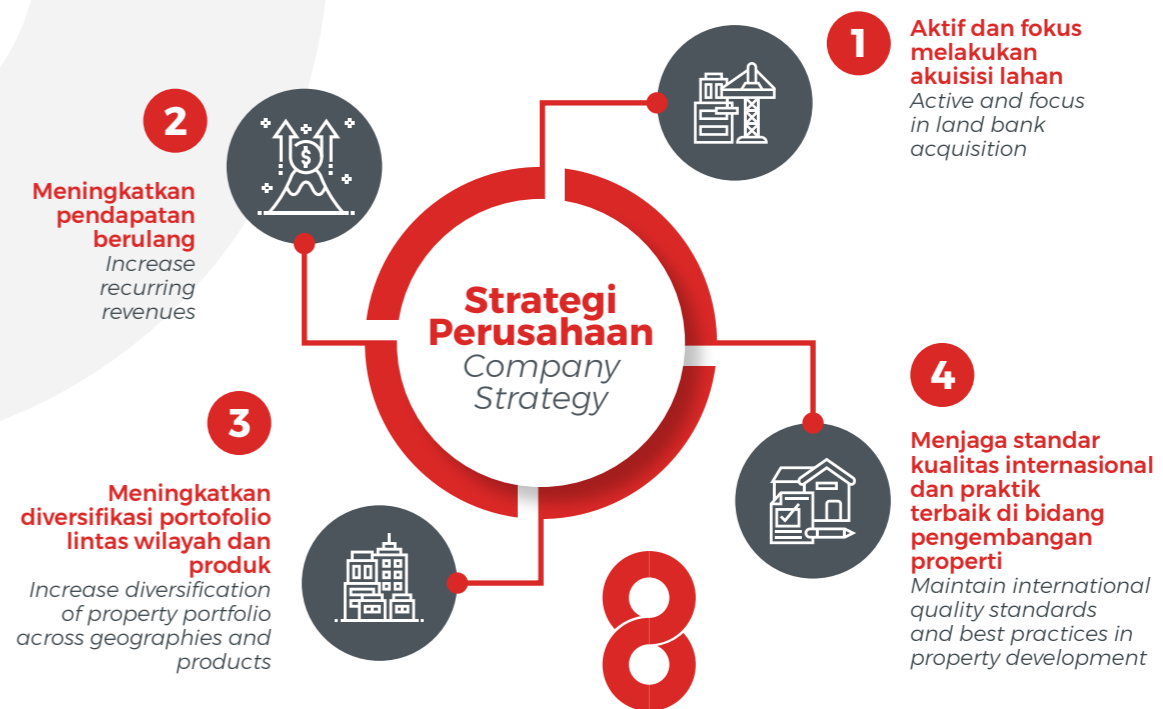 Strategi
Perusahaan
Company
Strategy
1
Aktif dan fokus
melakukan
akuisisi lahan
Active and focus
in land bank
acquisition
2
Meningkatkan
pendapatan
berulang
Increase
recurring
revenues
$
3
Meningkatkan
diversifikasi portofolio
lintas wilayah dan
produk
Increase diversification
of property portfolio
across geographies and
products
4
Menjaga standar
kualitas internasional
dan praktik
terbaik di bidang
pengembangan
properti
Maintain international
quality standards
and best practices in
property development